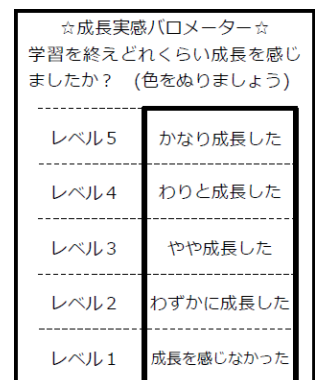 ☆成長実感バロメーター☆
学習を終えどれくらい成長を感じ
ましたか？　(色をぬりましょう)
レベル５　かなり成長した
レベル４　わりと成長した
レベル３　やや成長した
レベル２　わずかに成長した
レベル１　成長を感じなかった